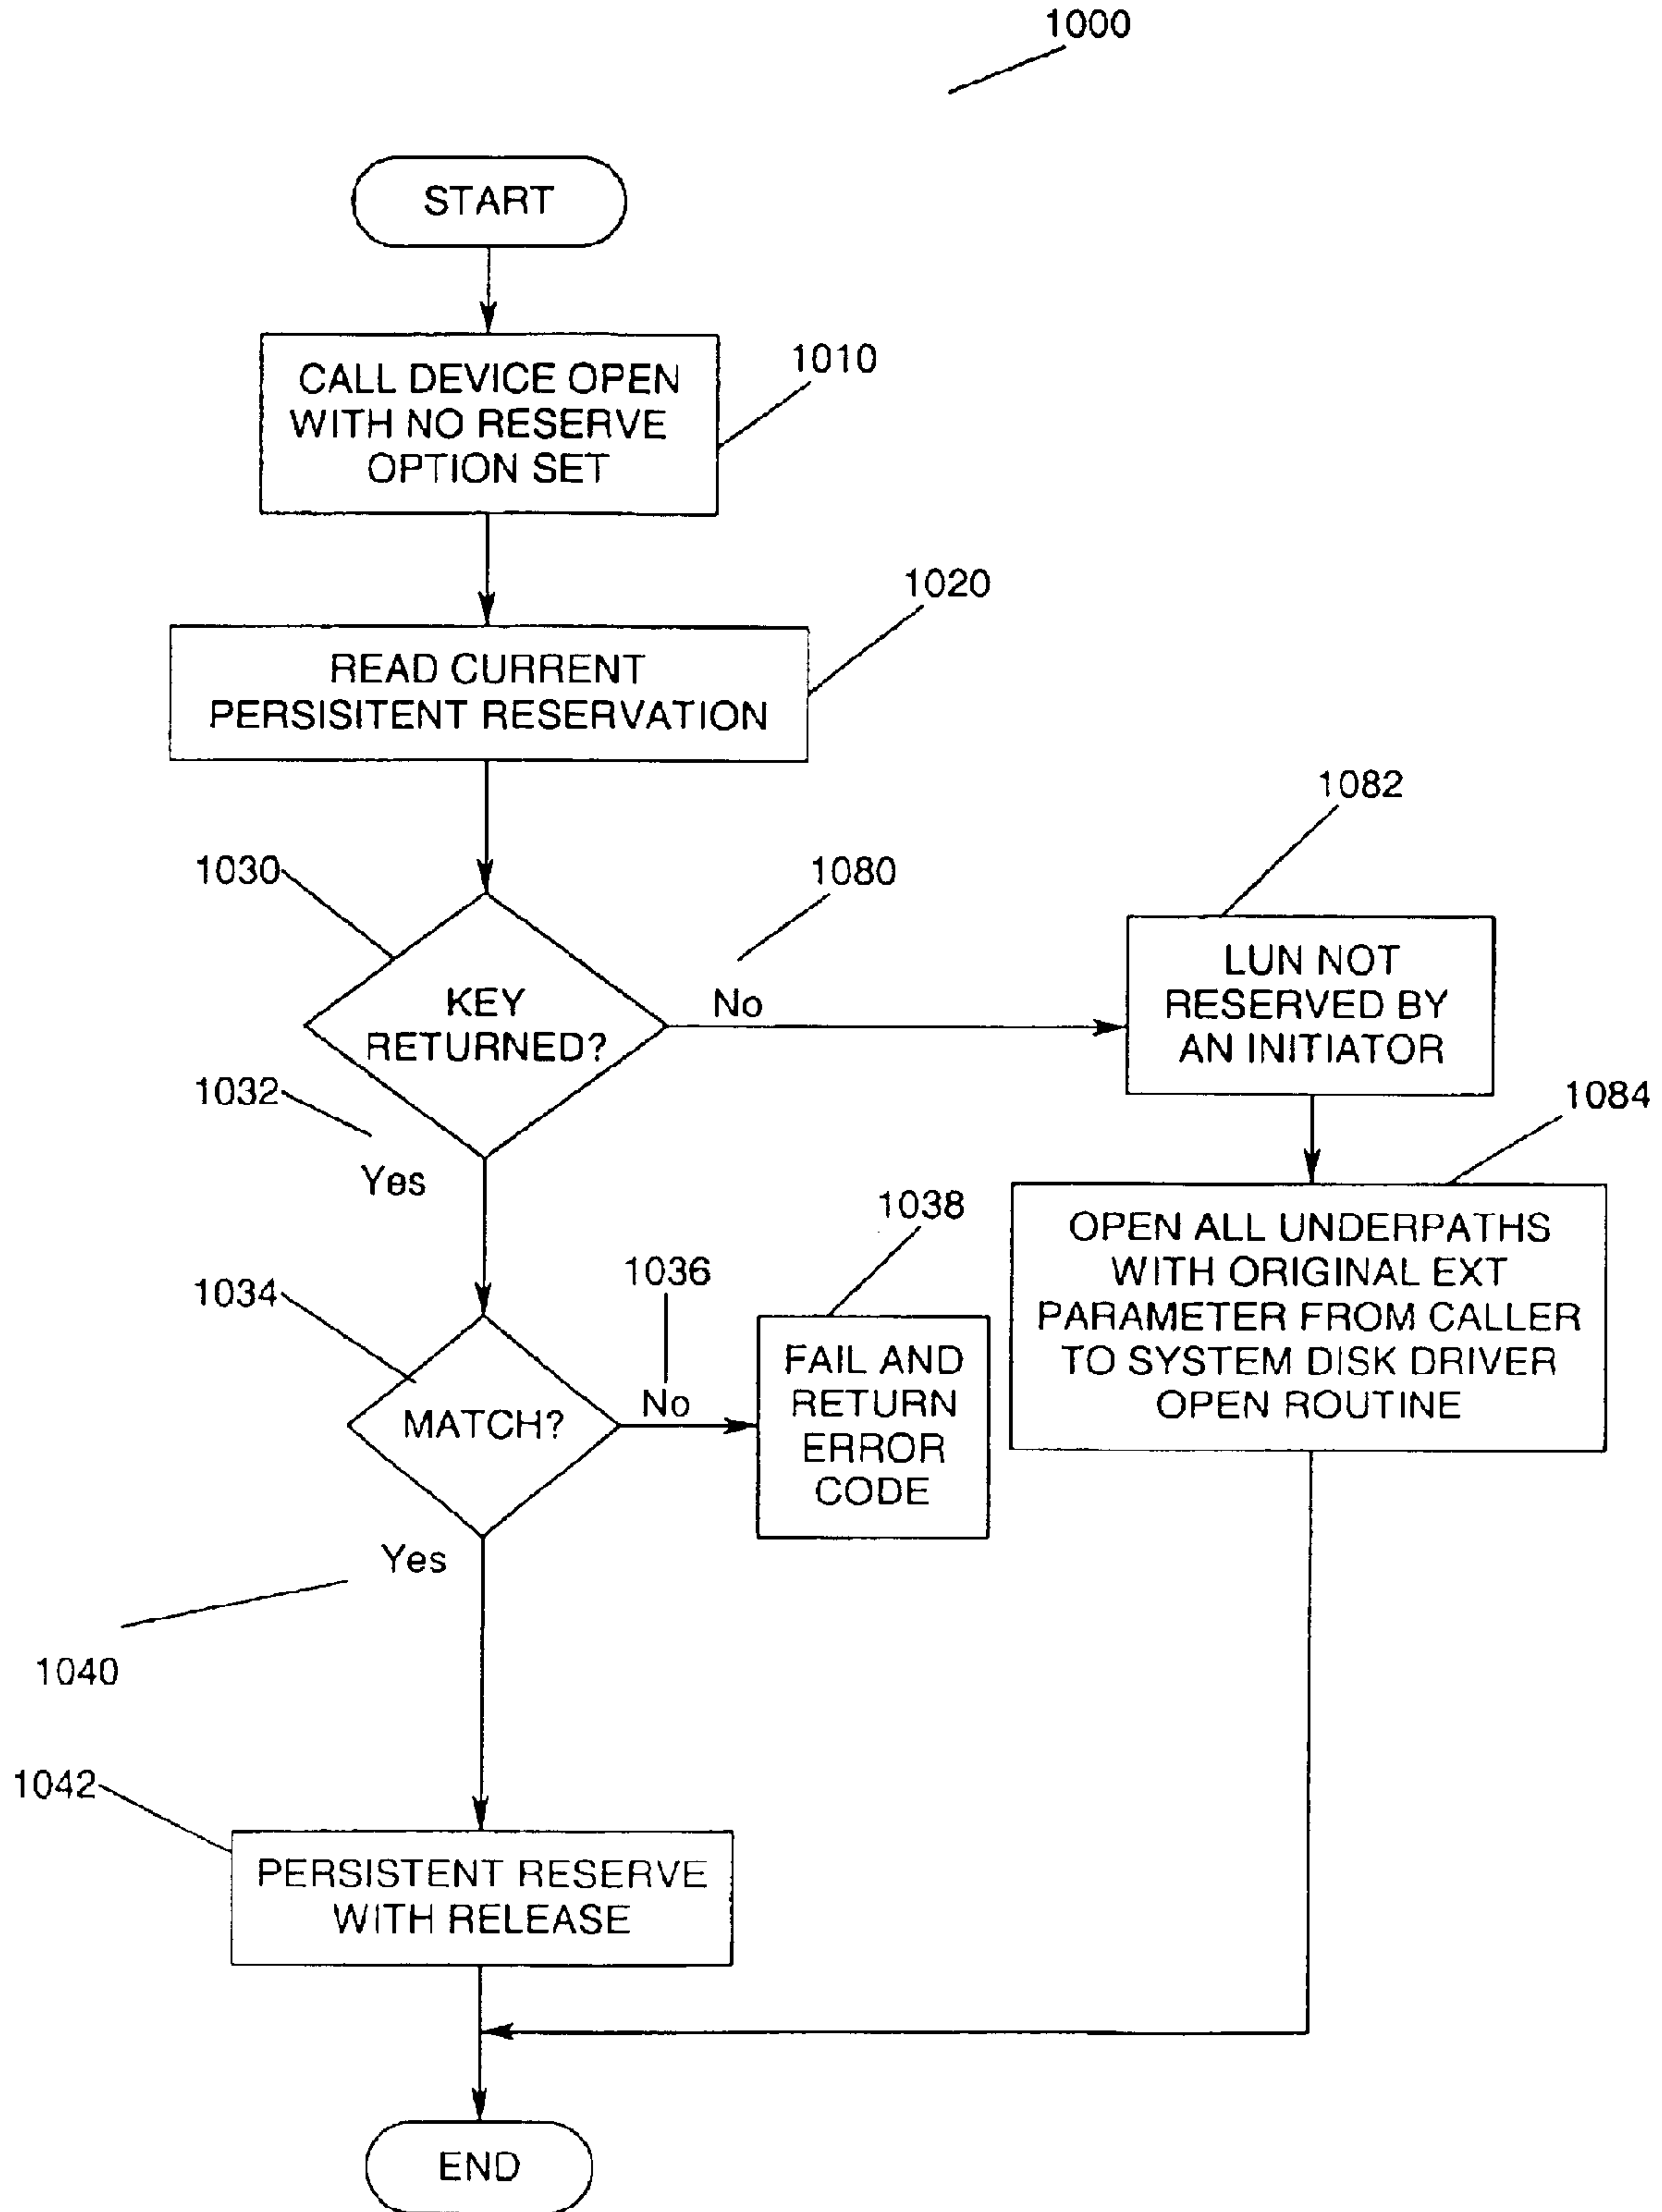 1000
START
CALL DEVICE OPEN
WITH NO RESERVE
OPTION SET
1010
1020
READ CURRENT
PERSISITENT RESERVATION
1082
1030
1080
LUN NOT
RESERVED BY
AN INITIATOR
KEY
RETURNED?
No
1032
1084
Yes
1038
OPEN ALL UNDERPATHS
WITH ORIGINAL EXT
PARAMETER FROM CALLER
TO SYSTEM DISK DRIVER
OPEN ROUTINE
1034
1036
FAIL AND
RETURN
ERROR
CODE
MATCH?
No
Yes
1040
1042
PERSISTENT RESERVE
WITH RELEASE
END